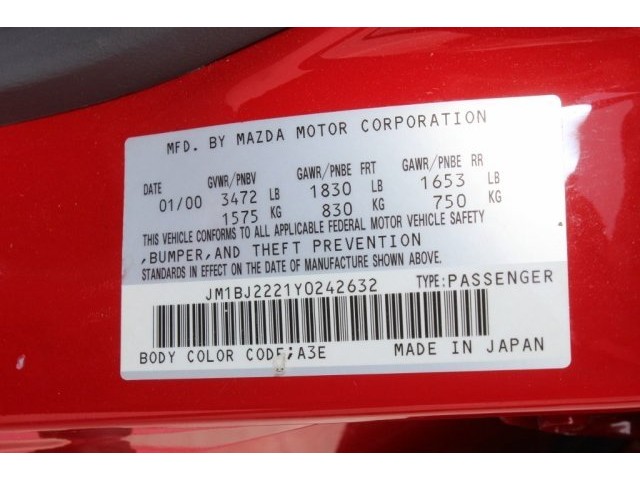 MFD. BY MAZDA MOTOR CORPORATION
DATE GVWR/PNBV GAWR/PNBE FRT GAWR/PNBE RR
01/00 3472 LB 1830 LB 1653 LB
1575 KG 830 KG 750 KG
THIS VEHICLE CONFORMS TO ALL APPLICABLE FEDERAL MOTOR VEHICLE SAFETY
,BUMPER,AND THEFT PREVENTION
STANDARDS IN EFFECT ON THE DATE OF MANUFACTURE SHOWN ABOVE.
JM1BJ2221Y0242632 TYPE:PASSENGER
BODY COLOR CODE;A3E MADE IN JAPAN